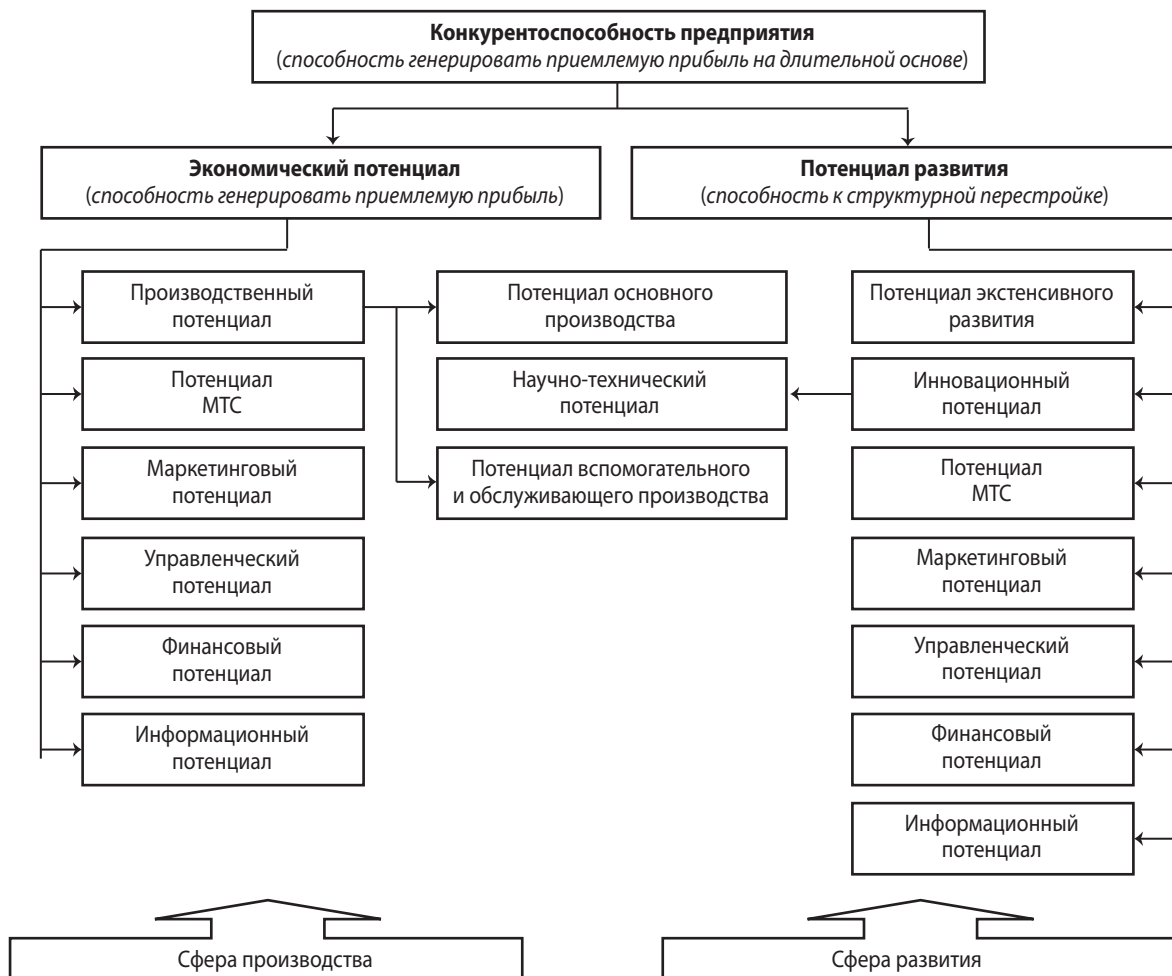 Конкурентоспособность предприятия
(способность генерировать приемлемую прибыль на длительной основе)
Экономический потенциал
(способность генерировать приемлемую прибыль)
Потенциал развития
(способность к структурной перестройке)
Производственный
потенциал
Потенциал основного
производства
Потенциал экстенсивного
развития
Потенциал
МТС
Научно-технический
потенциал
Инновационный
потенциал
Маркетинговый
потенциал
Потенциал вспомогательного
и обслуживающего производства
Потенциал
МТС
Управленческий
потенциал
Маркетинговый
потенциал
Финансовый
потенциал
Управленческий
потенциал
Информационный
потенциал
Финансовый
потенциал
Информационный
потенциал
Сфера производства
Сфера развития